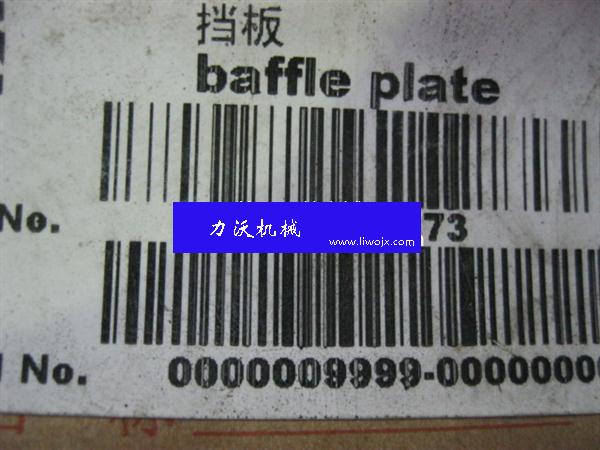 挡板
baffle plate
No.
73
力沃机械
www.liwojx.com
No. 0000009999-0000000